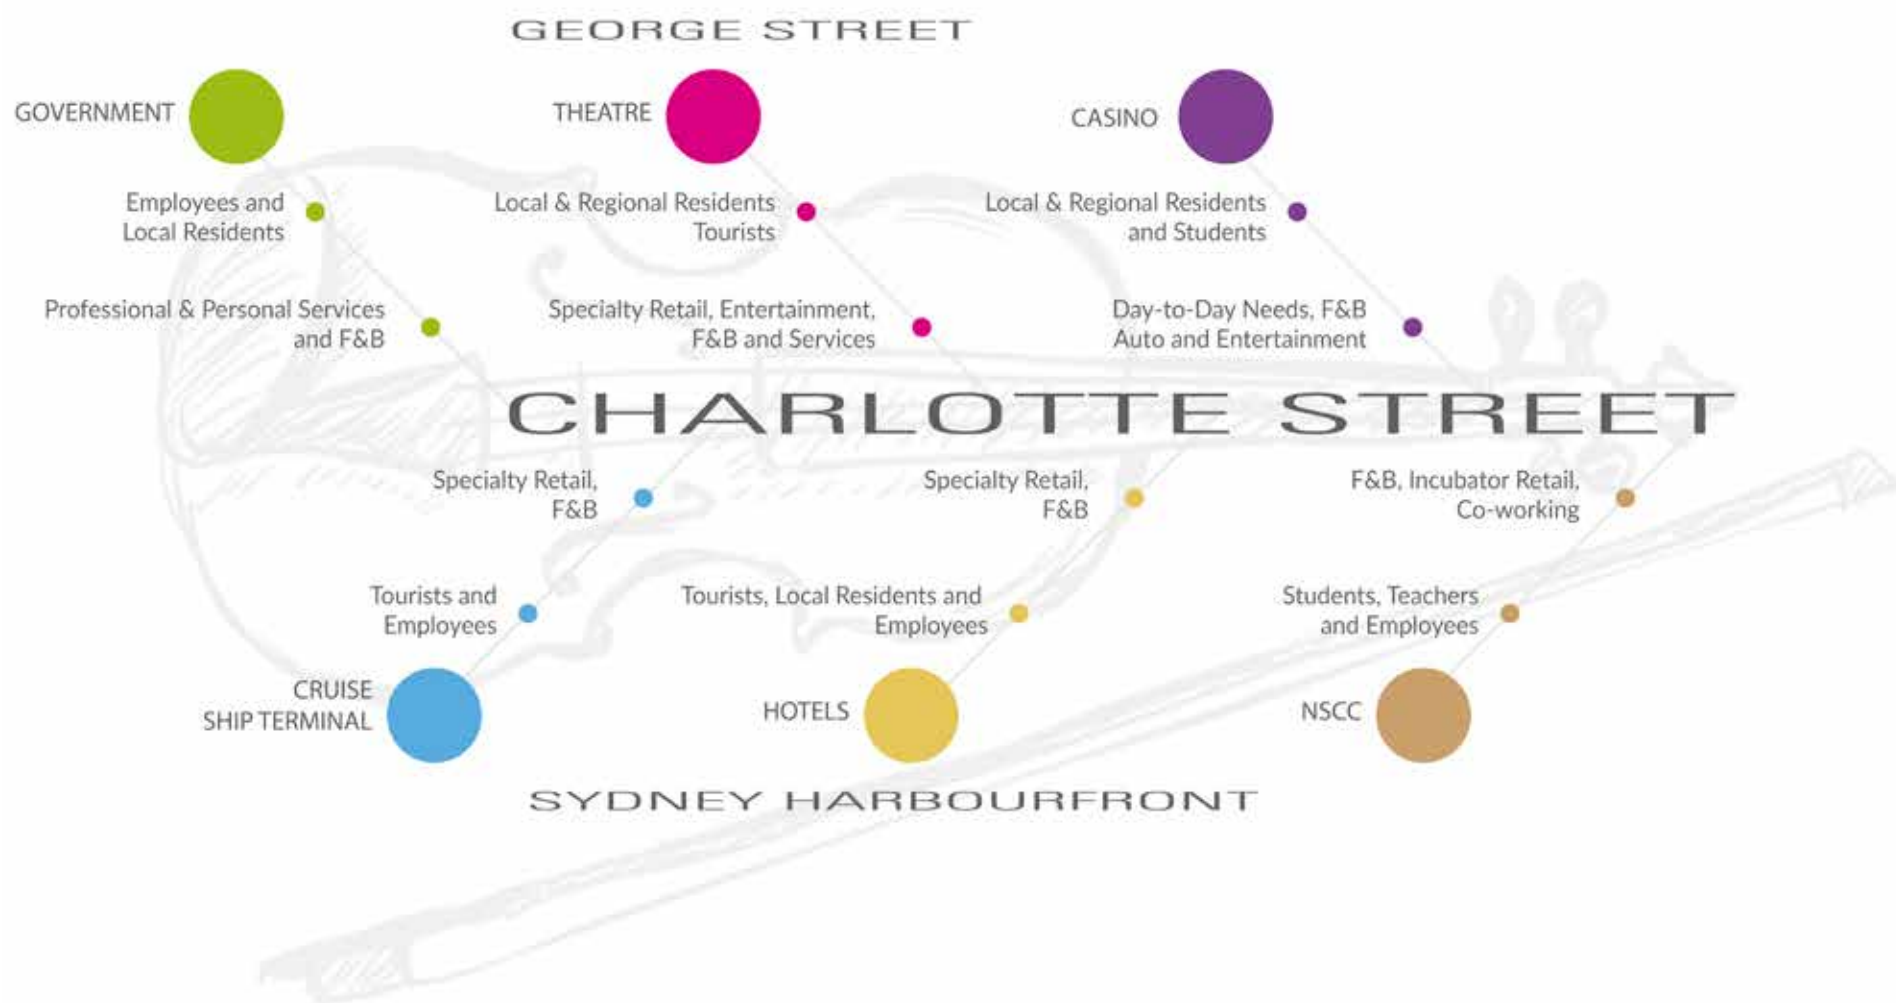 GEORGE STREET
GOVERNMENT
THEATRE
CASINO
Employees and
Local Residents
Local & Regional Residents
Tourists
Local & Regional Residents
and Students
Professional & Personal Services
and F&B
Specialty Retail, Entertainment,
F&B and Services
Day-to-Day Needs, F&B
Auto and Entertainment
CHARLOTTE STREET
Specialty Retail,
F&B
Specialty Retail,
F&B
F&B, Incubator Retail,
Co-working
Tourists and
Employees
Tourists, Local Residents and
Employees
Students, Teachers
and Employees
CRUISE
SHIP TERMINAL
HOTELS
NSCC
SYDNEY HARBOURFRONT